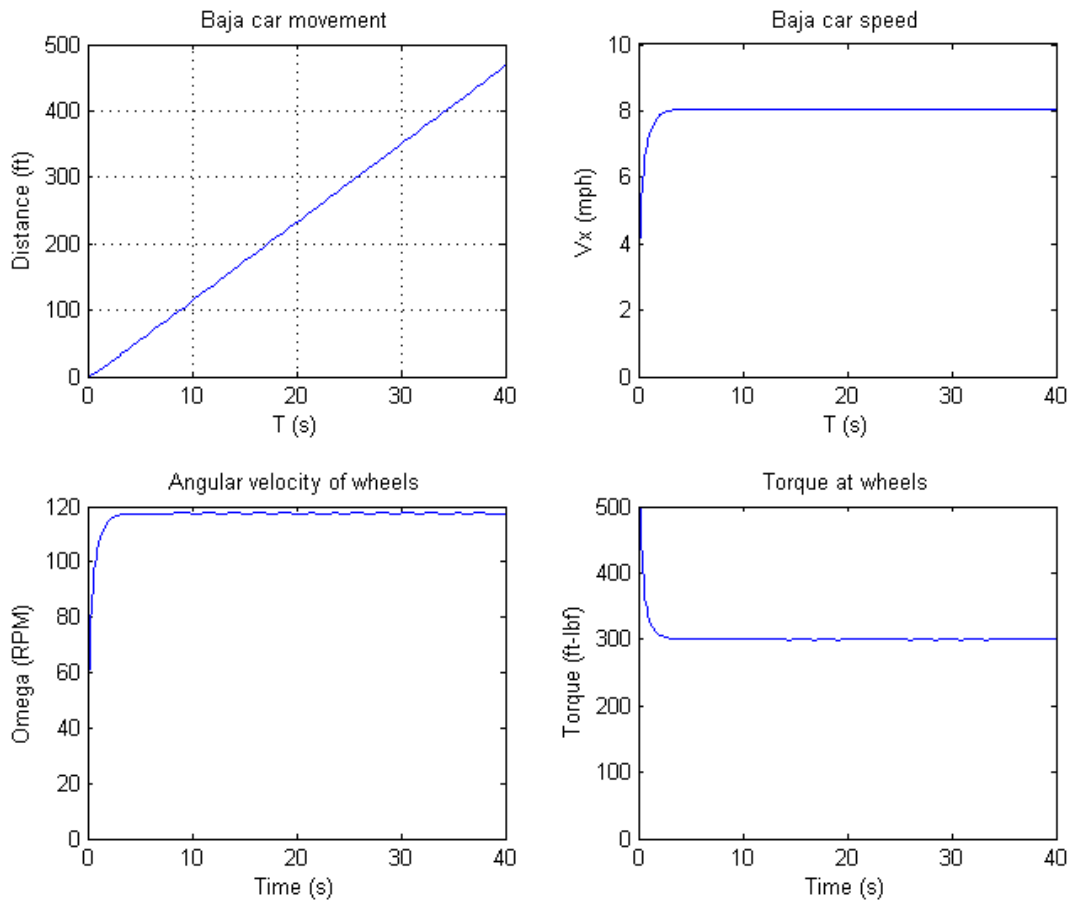 Baja car movement
500
400
300
200
100
0
Distance (ft)
0 10 20 30 40
T (s)
Baja car speed
10
8
6
4
2
0
Vx (mph)
0 10 20 30 40
T (s)
Angular velocity of wheels
120
100
80
60
40
20
0
Omega (RPM)
0 10 20 30 40
Time (s)
Torque at wheels
500
400
300
200
100
0
Torque (ft-lbf)
0 10 20 30 40
Time (s)